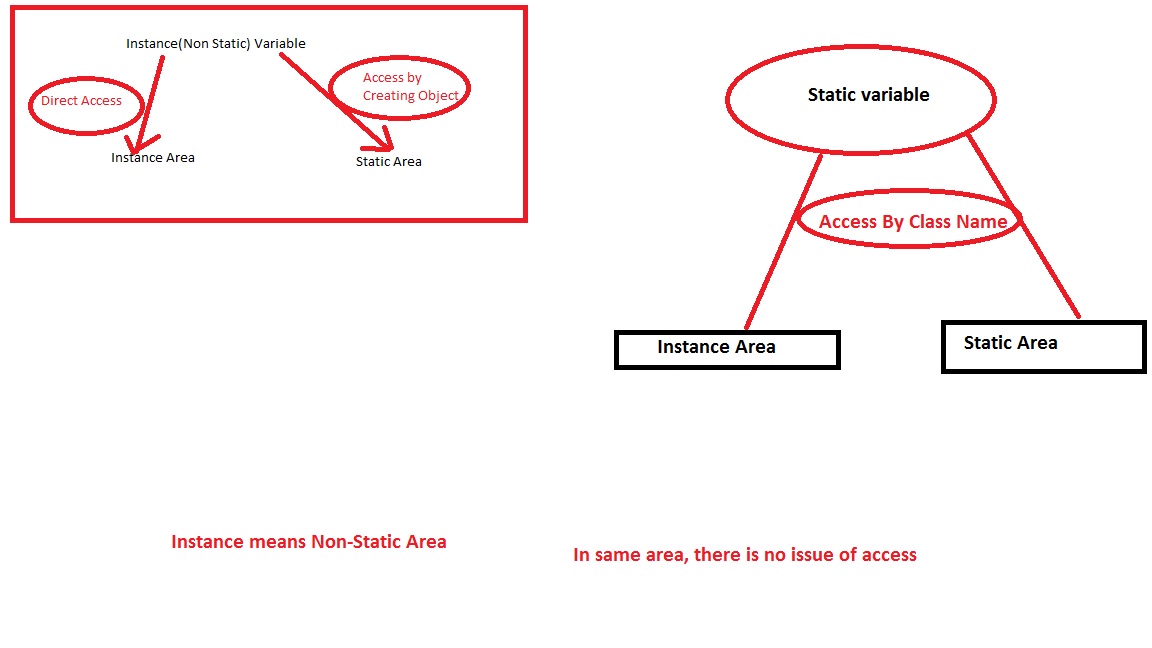 Instance(Non Static) Variable
Direct Access
Access by
Creating Object
Instance Area
Static Area
Static variable
Access By Class Name
Instance Area
Static Area
Instance means Non-Static Area
In same area, there is no issue of access